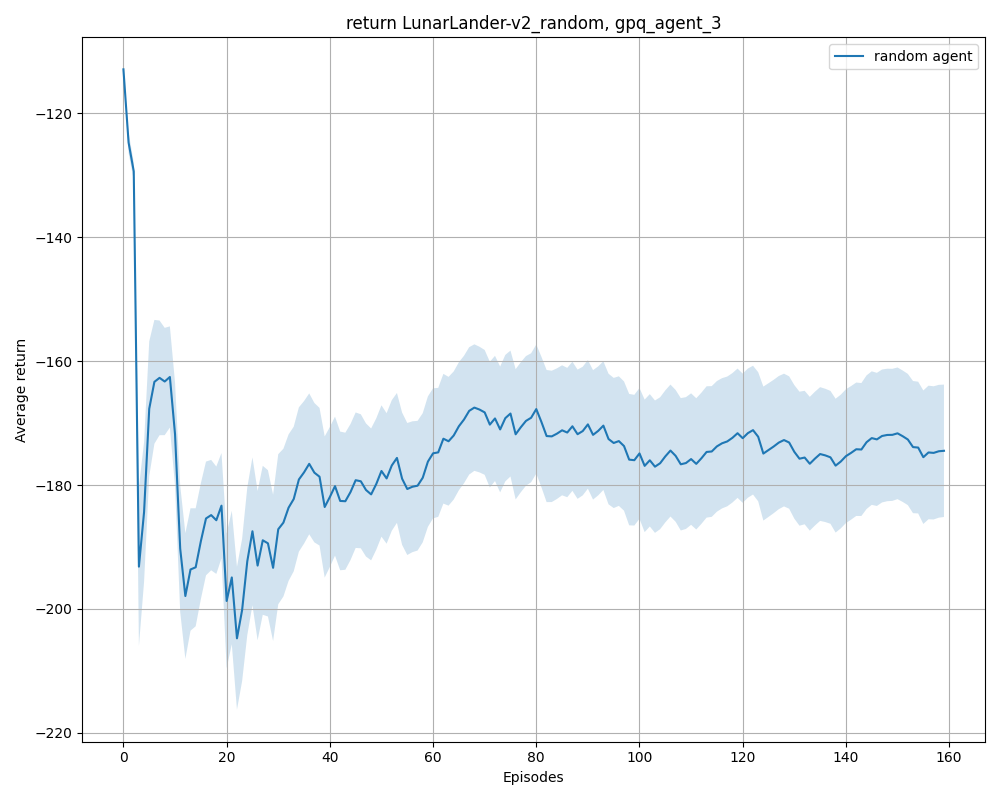 return LunarLander-v2_random, gpq_agent_3
random agent
Average return
−120
−140
−160
−180
−200
−220
0 20 40 60 80 100 120 140 160
Episodes